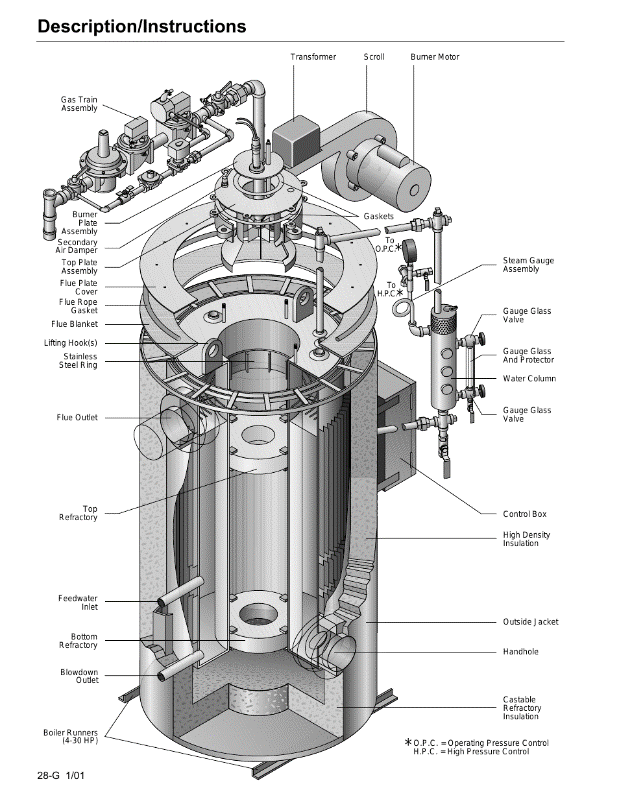 Description/Instructions
Transformer
Scroll
Burner Motor
Gas Train
Assembly
Burner
Plate
Assembly
Secondary
Air Damper
Top Plate
Assembly
Flue Plate
Cover
Flue Rope
Gasket
Flue Blanket
Lifting Hook(s)
Stainless
Steel Ring
Flue Outlet
Top
Refractory
Feedwater
Inlet
Bottom
Refractory
Blowdown
Outlet
Boiler Runners
(4-30 HP)
Gaskets
To
O.P.C.*
To
H.P.C.*
Steam Gauge
Assembly
Gauge Glass
Valve
Gauge Glass
And Protector
Water Column
Gauge Glass
Valve
Control Box
High Density
Insulation
Outside Jacket
Handhole
Castable
Refractory
Insulation
* O.P.C. = Operating Pressure Control
H.P.C. = High Pressure Control
28-G 1/01